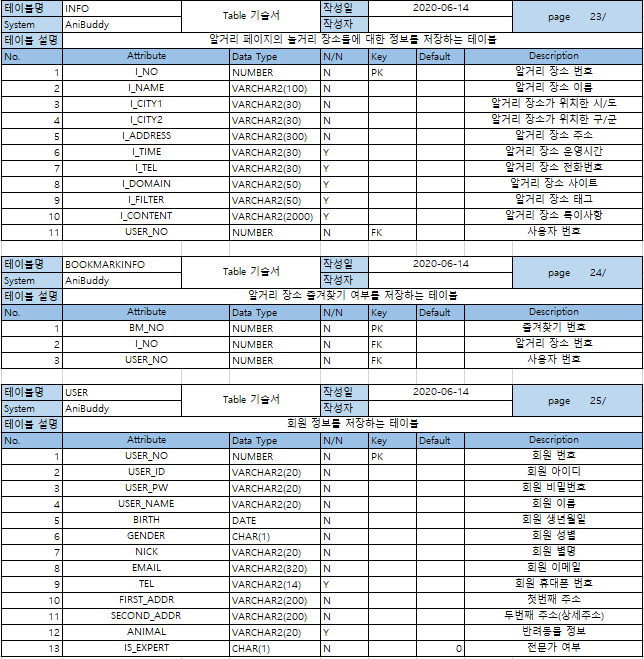 테이블명 INFO Table 기술서 작성일 2020-06-14 page 23/
System AniBuddy 작성자
테이블 설명 알거리 페이지의 놀거리 장소들에 대한 정보를 저장하는 테이블
No. Attribute Data Type N/N Key Default Description
1 I_NO NUMBER N PK 알거리 장소 번호
2 I_NAME VARCHAR2(100) N 알거리 장소 이름
3 I_CITY1 VARCHAR2(30) N 알거리 장소가 위치한 시/도
4 I_CITY2 VARCHAR2(30) N 알거리 장소가 위치한 구/군
5 I_ADDRESS VARCHAR2(300) N 알거리 장소 주소
6 I_TIME VARCHAR2(30) Y 알거리 장소 운영시간
7 I_TEL VARCHAR2(30) Y 알거리 장소 전화번호
8 I_DOMAIN VARCHAR2(50) Y 알거리 장소 사이트
9 I_FILTER VARCHAR2(50) Y 알거리 장소 태그
10 I_CONTENT VARCHAR2(2000) Y 알거리 장소 특이사항
11 USER_NO NUMBER N FK 사용자 번호
테이블명 BOOKMARKINFO Table 기술서 작성일 2020-06-14 page 24/
System AniBuddy 작성자
테이블 설명 알거리 장소 즐겨찾기 여부를 저장하는 테이블
No. Attribute Data Type N/N Key Default Description
1 BM_NO NUMBER N PK 즐겨찾기 번호
2 I_NO NUMBER N FK 알거리 장소 번호
3 USER_NO NUMBER N FK 사용자 번호
테이블명 USER Table 기술서 작성일 2020-06-14 page 25/
System AniBuddy 작성자
테이블 설명 회원 정보를 저장하는 테이블
No. Attribute Data Type N/N Key Default Description
1 USER_NO NUMBER N PK 회원 번호
2 USER_ID VARCHAR2(20) N 회원 아이디
3 USER_PW VARCHAR2(20) N 회원 비밀번호
4 USER_NAME VARCHAR2(20) N 회원 이름
5 BIRTH DATE N 회원 생년월일
6 GENDER CHAR(1) N 회원 성별
7 NICK VARCHAR2(20) N 회원 별명
8 EMAIL VARCHAR2(320) N 회원 이메일
9 TEL VARCHAR2(14) Y 회원 휴대폰 번호
10 FIRST_ADDR VARCHAR2(200) N 첫번째 주소
11 SECOND_ADDR VARCHAR2(200) N 두번째 주소(상세주소)
12 ANIMAL VARCHAR2(20) Y 반려동물 정보
13 IS_EXPERT CHAR(1) N 0 전문가 여부